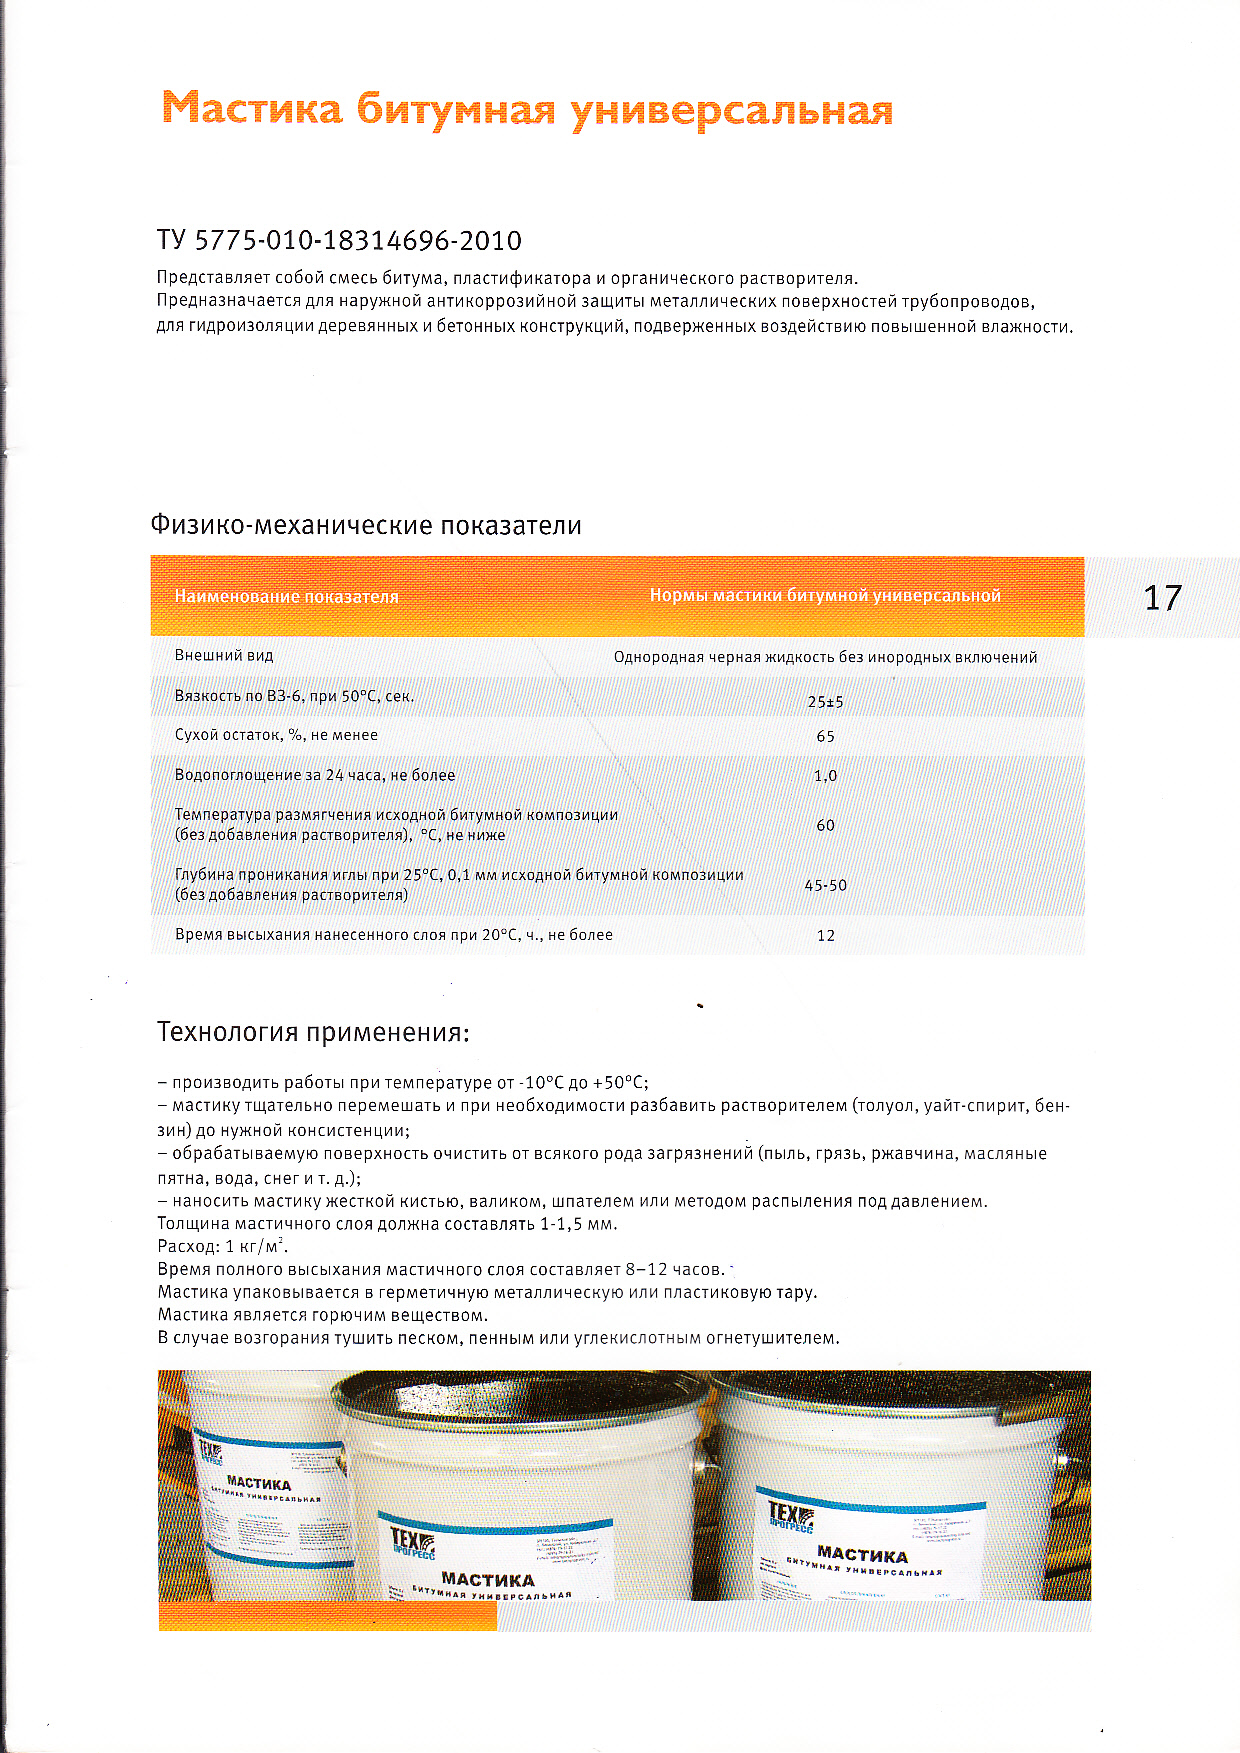 Мастика битумная универсальная
ТУ 5775-010-18314696-2010
Представляет собой смесь битума, пластификатора и органического растворителя.
Предназначается для наружной антикоррозийной защиты металлических поверхностей трубопроводов,
для гидроизоляции деревянных и бетонных конструкций, подверженных воздействию повышенной влажности.
Физико-механические показатели
Наименование показателя Нормы мастики битумной универсальной
17
Внешний вид Однородная черная жидкость без инородных включений
Вязкость по ВЗ-6, при 50°С, сек. 25±5
Сухой остаток, %, не менее 65
Водопоглощение за 24 часа, не более 1,0
Температура размягчения исходной битумной композиции
(без добавления растворителя), °С, не ниже 60
Глубина проникания иглы при 25°С, 0,1 мм исходной битумной композиции
(без добавления растворителя) 45-50
Время высыхания нанесенного слоя при 20°С, ч., не более 12
Технология применения:
– производить работы при температуре от -10°С до +50°С;
– мастику тщательно перемешать и при необходимости разбавить растворителем (толуол, уайт-спирит, бен-
зин) до нужной консистенции;
– обрабатываемую поверхность очистить от всякого рода загрязнений (пыль, грязь, ржавчина, масляные
пятна, вода, снег и т. д.);
– наносить мастику жесткой кистью, валиком, шпателем или методом распыления под давлением.
Толщина мастичного слоя должна составлять 1-1,5 мм.
Расход: 1 кг/м².
Время полного высыхания мастичного слоя составляет 8–12 часов.
Мастика упаковывается в герметичную металлическую или пластиковую тару.
Мастика является горючим веществом.
В случае возгорания тушить песком, пенным или углекислотным огнетушителем.
ТЕХ
ПРОГРЕСС
МАСТИКА
БИТУМНАЯ УНИВЕРСАЛЬНАЯ
ТЕХ
ПРОГРЕСС
МАСТИКА
БИТУМНАЯ УНИВЕРСАЛЬНАЯ
ТЕХ
ПРОГРЕСС
МАСТИКА
БИТУМНАЯ УНИВЕРСАЛЬНАЯ